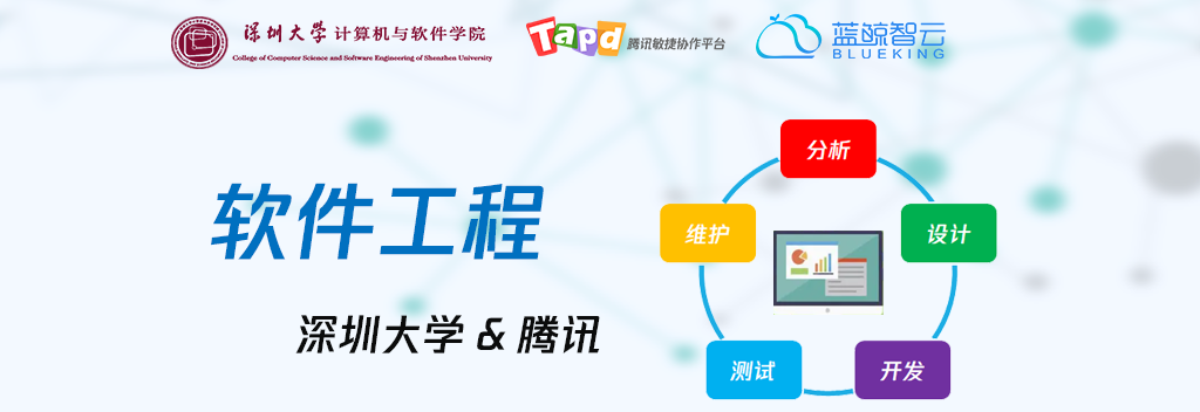 深圳大学 计算机与软件学院
College of Computer Science and Software Engineering of Shenzhen University
Tapd 腾讯敏捷协作平台
蓝鲸智云
BLUEKING
软件工程
深圳大学 & 腾讯
分析
维护
设计
测试
开发